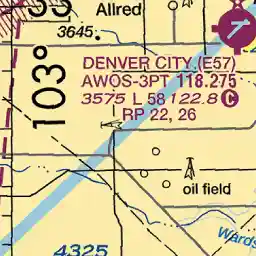 Allred
3645
DENVER CITY (E57)
AWOS-3PT 118.275
3575 L 58 122.8 C
RP 22, 26
103°
oil field
4325